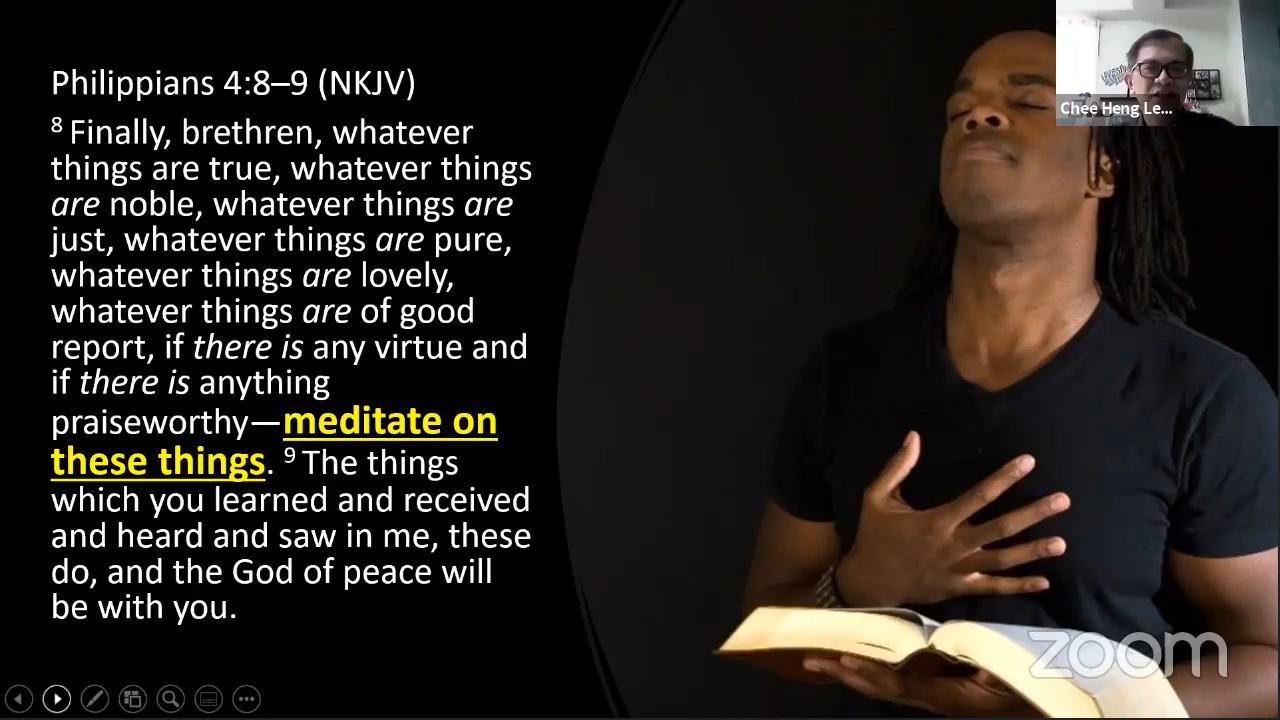 Philippians 4:8–9 (NKJV)
8 Finally, brethren, whatever
things are true, whatever things
are noble, whatever things are
just, whatever things are pure,
whatever things are lovely,
whatever things are of good
report, if there is any virtue and
if there is anything
praiseworthy—meditate on
these things. 9 The things
which you learned and received
and heard and saw in me, these
do, and the God of peace will
be with you.
Chee Heng Le...
zoom